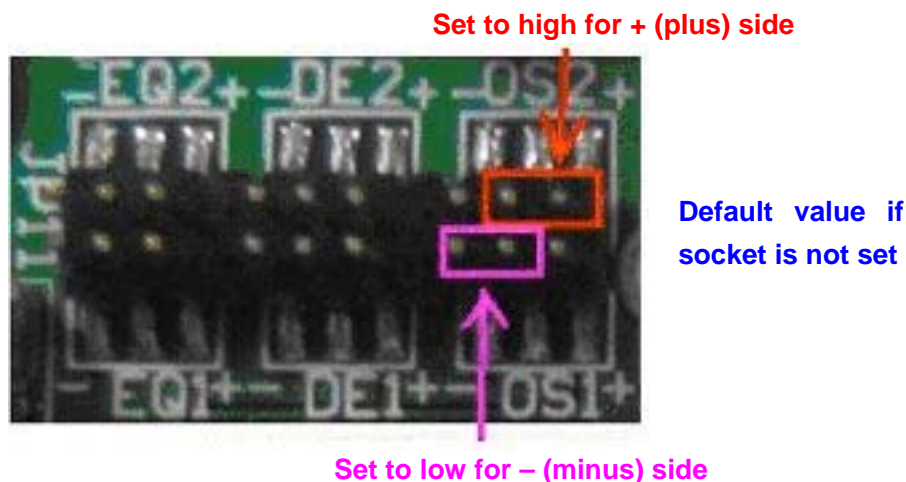 Set to high for + (plus) side
-EQ2+ -DE2+ -OS2+
JP11
Default value if
socket is not set
- EQ1+ - DE1+ - OS1+
Set to low for – (minus) side